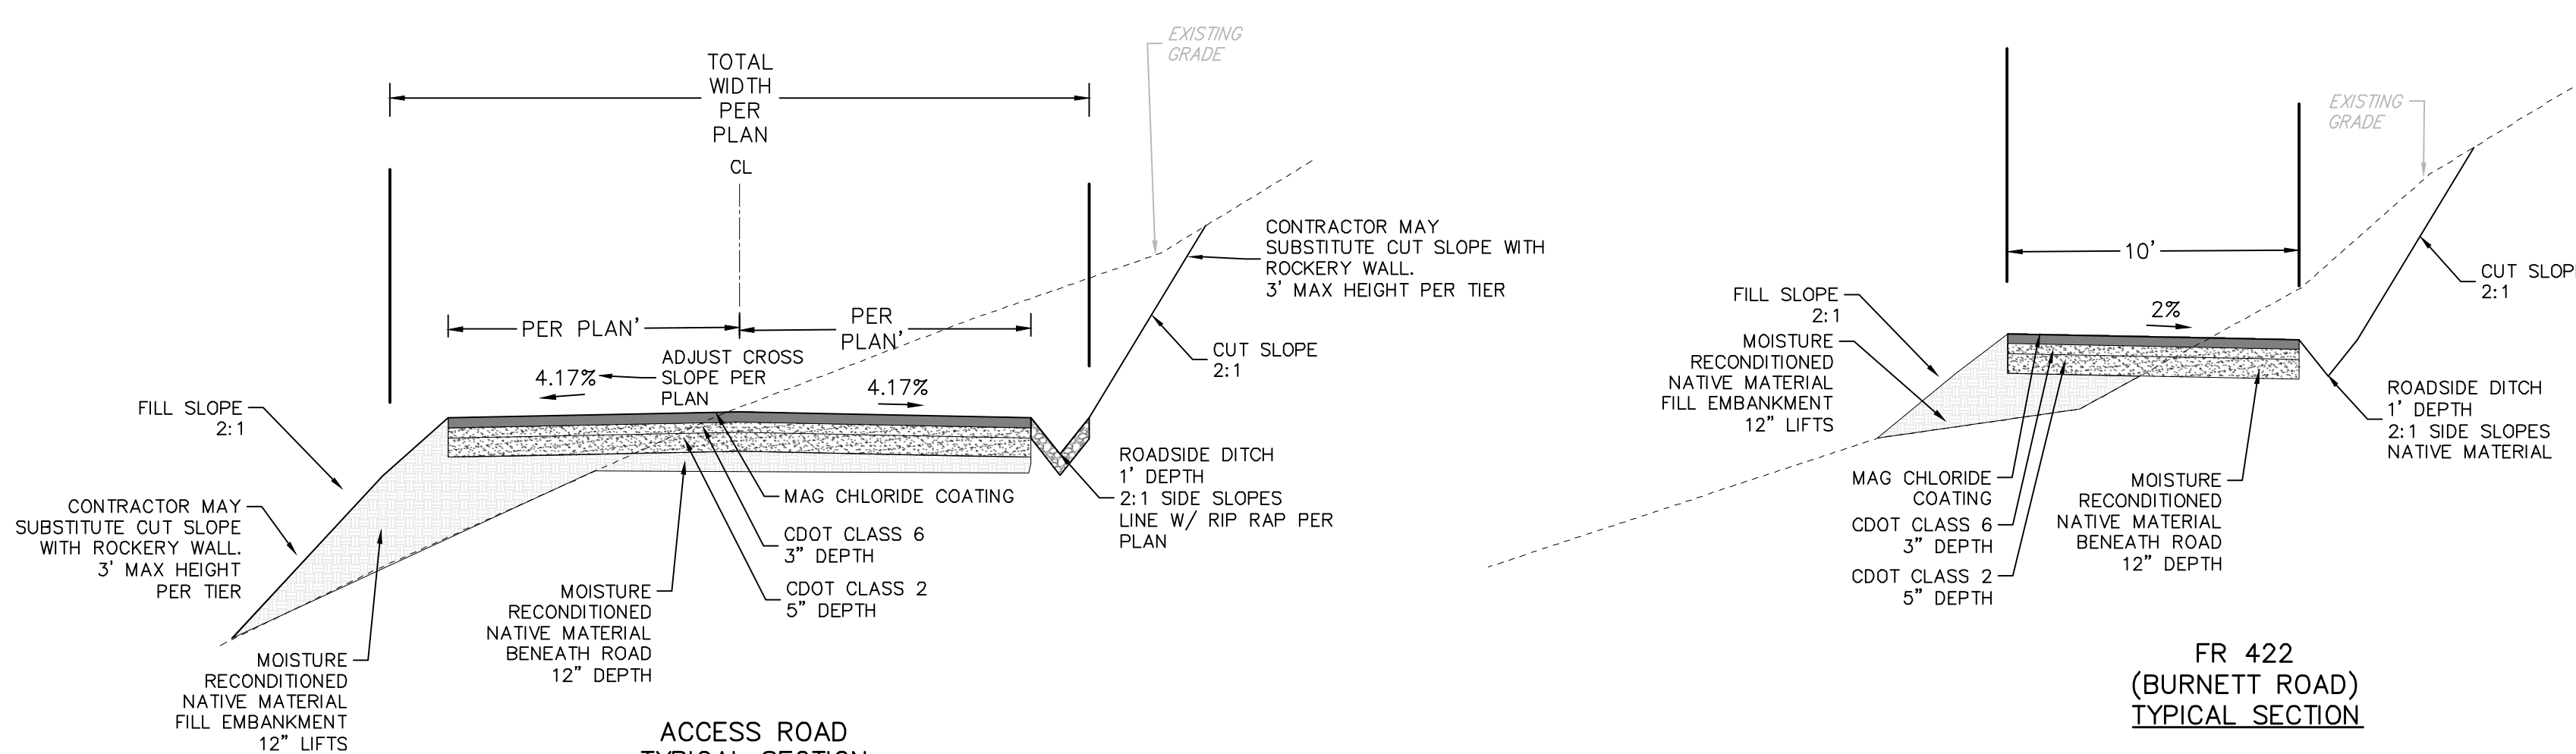 TOTAL
WIDTH
PER
PLAN
CL
EXISTING
GRADE
CONTRACTOR MAY
SUBSTITUTE CUT SLOPE WITH
ROCKERY WALL.
3' MAX HEIGHT PER TIER
PER PLAN'
PER
PLAN'
ADJUST CROSS
SLOPE PER
PLAN
4.17%
4.17%
CUT SLOPE
2:1
FILL SLOPE
2:1
CONTRACTOR MAY
SUBSTITUTE CUT SLOPE
WITH ROCKERY WALL.
3' MAX HEIGHT
PER TIER
ROADSIDE DITCH
1' DEPTH
2:1 SIDE SLOPES
LINE W/ RIP RAP PER
PLAN
MAG CHLORIDE COATING
CDOT CLASS 6
3" DEPTH
CDOT CLASS 2
5" DEPTH
MOISTURE
RECONDITIONED
NATIVE MATERIAL
BENEATH ROAD
12" DEPTH
MOISTURE
RECONDITIONED
NATIVE MATERIAL
FILL EMBANKMENT
12" LIFTS
ACCESS ROAD
TYPICAL SECTION
EXISTING
GRADE
10'
CUT SLOP
2:1
FILL SLOPE
2:1
2%
MOISTURE
RECONDITIONED
NATIVE MATERIAL
FILL EMBANKMENT
12" LIFTS
ROADSIDE DITCH
1' DEPTH
2:1 SIDE SLOPES
NATIVE MATERIAL
MAG CHLORIDE
COATING
CDOT CLASS 6
3" DEPTH
CDOT CLASS 2
5" DEPTH
MOISTURE
RECONDITIONED
NATIVE MATERIAL
BENEATH ROAD
12" DEPTH
FR 422
(BURNETT ROAD)
TYPICAL SECTION